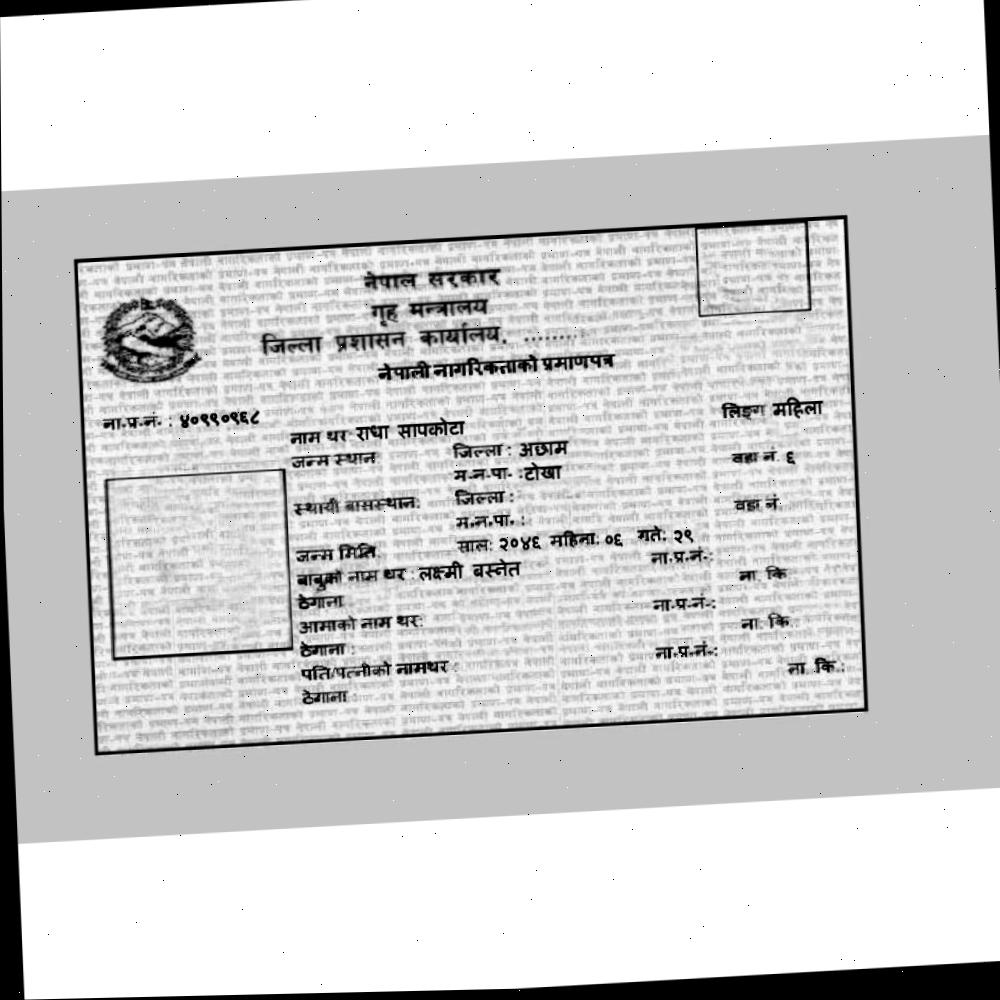 नेपाल सरकार
गृह मन्त्रालय
जिल्ला प्रशासन कार्यालय, ........
नेपाली नागरिकताको प्रमाणपत्र
ना.प्र.नं. : ४०९९०९६८
लिङ्ग महिला
नाम थर राधा सापकोटा
जन्म स्थान जिल्ला : अछाम वडा नं. ६
म.न.पा. : टोखा
स्थायी बासस्थान: जिल्ला : वडा नं
म.न.पा. :
जन्म मिति साल: २०४६ महिना: ०६ गते: २९
बाबुको नाम थर : लक्ष्मी बस्नेत ना.प्र.नं.:
ठेगाना ना. कि
आमाको नाम थर: ना.प्र.नं.:
ठेगाना : ना. कि
पति/पत्नीको नामथर : ना.प्र.नं.:
ठेगाना ना. कि.: